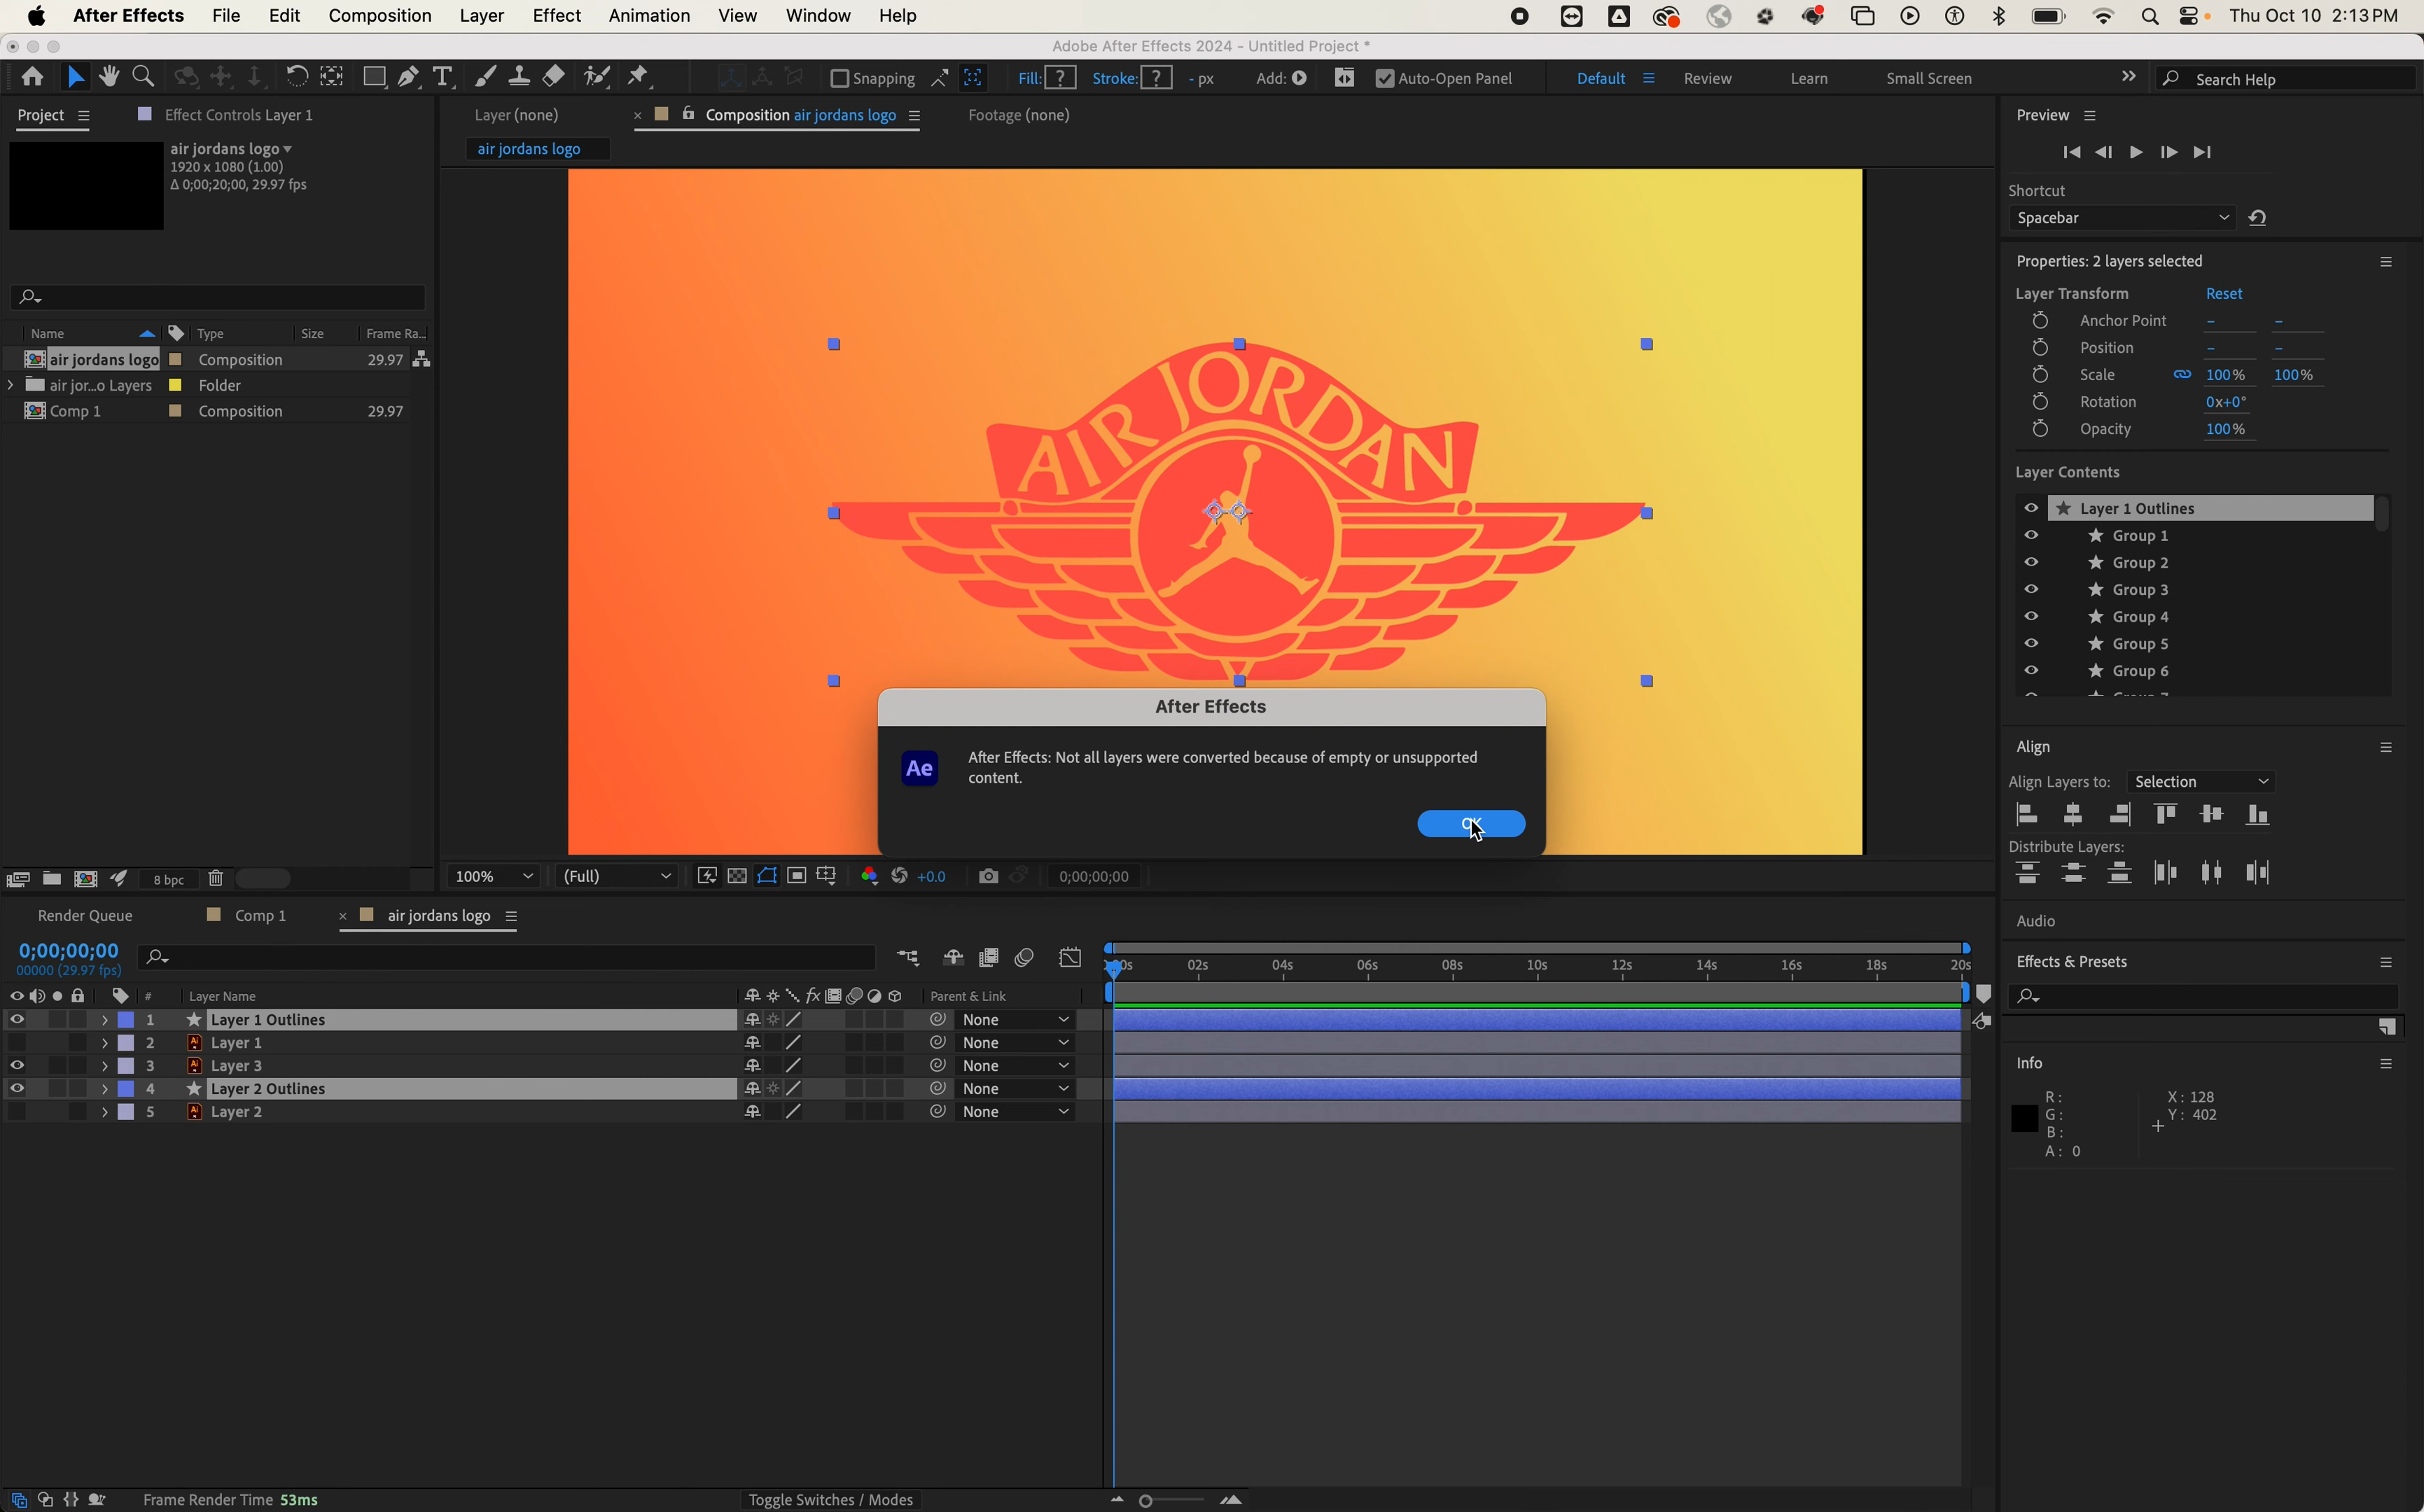 After Effects File Edit Composition Layer Effect Animation View Window Help Thu Oct 10 2:13 PM
Adobe After Effects 2024 - Untitled Project *
Snapping Fill: ? Stroke: ? - px Add: Auto-Open Panel Default Review Learn Small Screen Search Help
Project Effect Controls Layer 1
air jordans logo
1920 x 1080 (1.00)
Δ 0;00;20;00, 29.97 fps
Name Type Size Frame Ra...
air jordans logo Composition 29.97
air jor...o Layers Folder
Comp 1 Composition 29.97
8 bpc
Layer (none) × Composition air jordans logo Footage (none)
air jordans logo
AIR JORDAN
After Effects
Ae
After Effects: Not all layers were converted because of empty or unsupported
content.
OK
100% (Full) +0.0 0;00;00;00
Preview
Shortcut
Spacebar
Properties: 2 layers selected
Layer Transform Reset
Anchor Point – –
Position – –
Scale 100% 100%
Rotation 0x+0°
Opacity 100%
Layer Contents
Layer 1 Outlines
Group 1
Group 2
Group 3
Group 4
Group 5
Group 6
Align
Align Layers to: Selection
Distribute Layers:
Audio
Effects & Presets
Info
R: X: 128
G: Y: 402
B:
A: 0
Render Queue Comp 1 × air jordans logo
0;00;00;00
00000 (29.97 fps)
02s 04s 06s 08s 10s 12s 14s 16s 18s 20s
# Layer Name fx Parent & Link
1 Layer 1 Outlines None
2 Ai Layer 1 None
3 Ai Layer 3 None
4 Layer 2 Outlines None
5 Ai Layer 2 None
Frame Render Time 53ms Toggle Switches / Modes